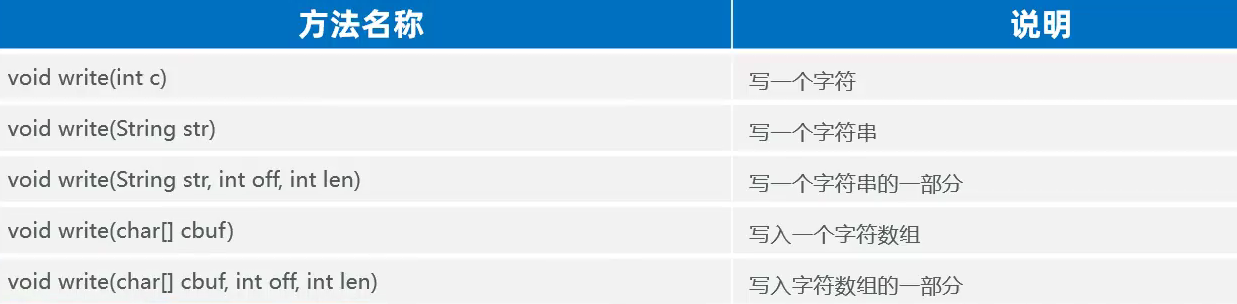 方法名称 说明
void write(int c) 写一个字符
void write(String str) 写一个字符串
void write(String str, int off, int len) 写一个字符串的一部分
void write(char[] cbuf) 写入一个字符数组
void write(char[] cbuf, int off, int len) 写入字符数组的一部分